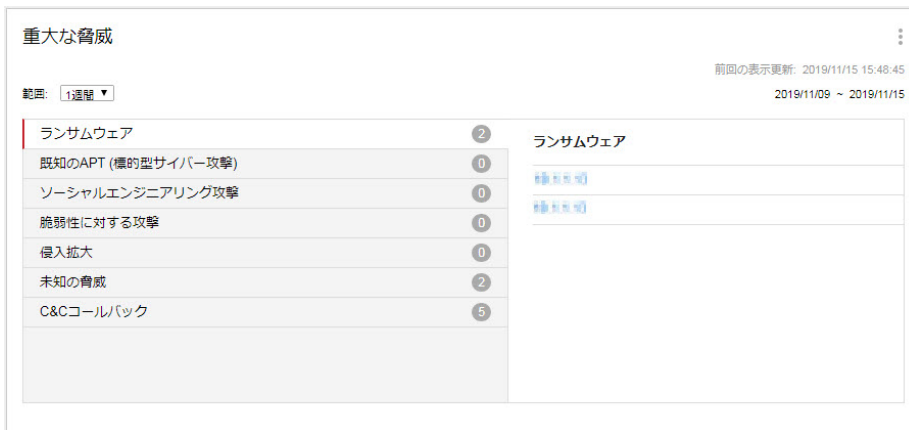 重大な脅威
前回の表示更新: 2019/11/15 15:48:45
範囲: 1週間 ▼
2019/11/09 ~ 2019/11/15
ランサムウェア 2
既知のAPT (標的型サイバー攻撃) 0
ソーシャルエンジニアリング攻撃 0
脆弱性に対する攻撃 0
侵入拡大 0
未知の脅威 2
C&Cコールバック 5
ランサムウェア